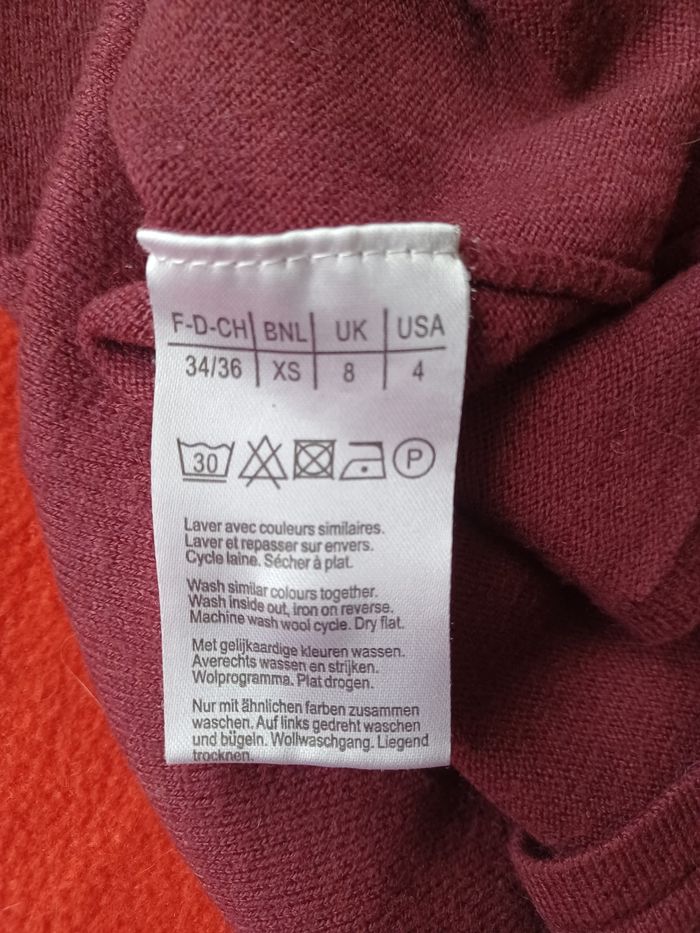 F-D-CH BNL UK USA
34/36 XS 8 4
30 P
Laver avec couleurs similaires.
Laver et repasser sur envers.
Cycle laine. Sécher à plat.
Wash similar colours together.
Wash inside out, iron on reverse.
Machine wash wool cycle. Dry flat.
Met gelijkaardige kleuren wassen.
Averechts wassen en strijken.
Wolprogramma. Plat drogen.
Nur mit ähnlichen farben zusammen
waschen. Auf links gedreht waschen
und bügeln. Wollwaschgang. Liegend
trocknen.